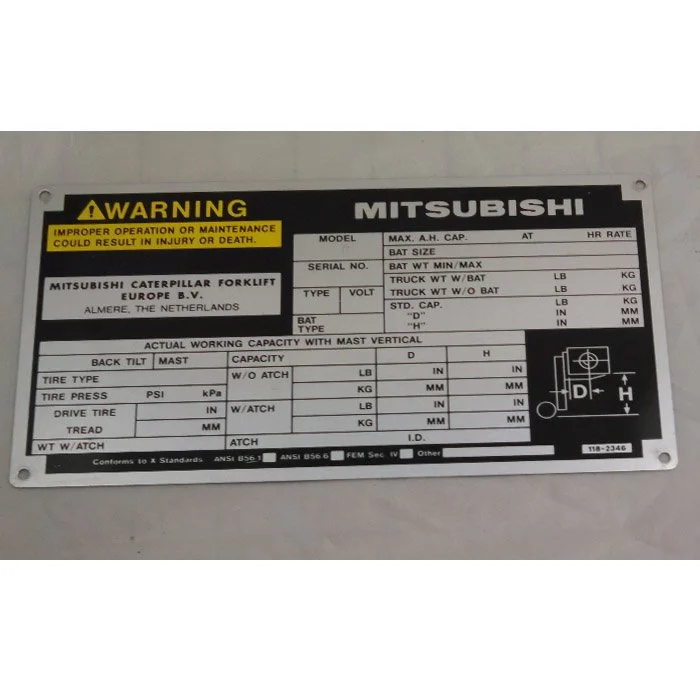 WARNING
IMPROPER OPERATION OR MAINTENANCE
COULD RESULT IN INJURY OR DEATH.
MITSUBISHI CATERPILLAR FORKLIFT
EUROPE B.V.
ALMERE, THE NETHERLANDS
MITSUBISHI
MODEL
SERIAL NO.
TYPE VOLT
BAT
TYPE
MAX. A.H. CAP. AT HR RATE
BAT SIZE
BAT WT MIN/MAX
TRUCK WT W/BAT LB KG
TRUCK WT W/O BAT LB KG
STD. CAP. LB KG
"D" IN MM
"H" IN MM
ACTUAL WORKING CAPACITY WITH MAST VERTICAL
BACK TILT MAST CAPACITY D H
TIRE TYPE W/O ATCH LB IN IN
TIRE PRESS PSI kPa KG MM MM
DRIVE TIRE IN W/ATCH LB IN IN
TREAD MM KG MM MM
WT W/ATCH ATCH I.D.
D H
Conforms to X Standards ANSI B56.1 ANSI B56.6 FEM Sec. IV Other
118-2346